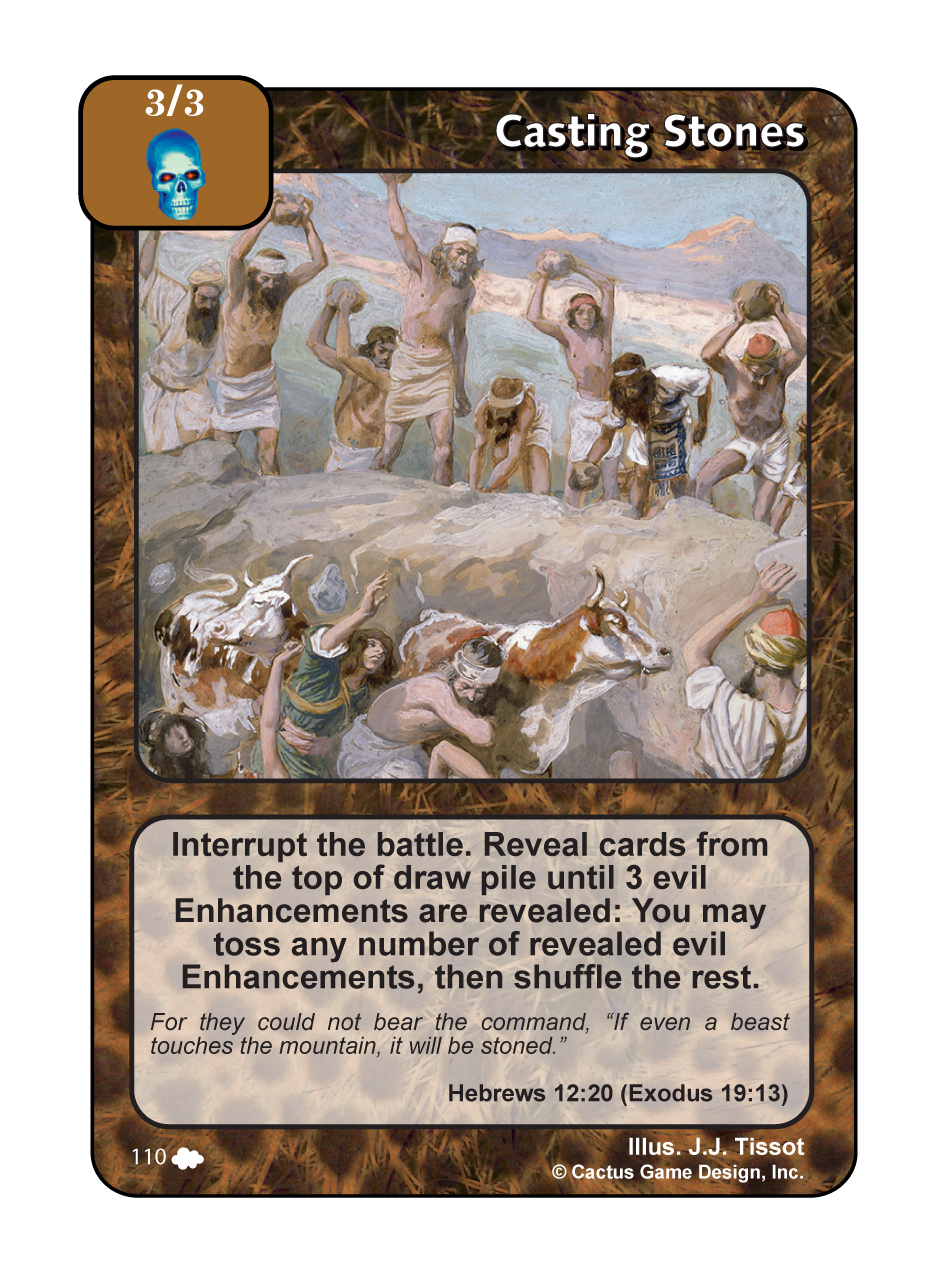 3/3
Casting Stones
Interrupt the battle. Reveal cards from
the top of draw pile until 3 evil
Enhancements are revealed: You may
toss any number of revealed evil
Enhancements, then shuffle the rest.
For they could not bear the command, “If even a beast
touches the mountain, it will be stoned.”
Hebrews 12:20 (Exodus 19:13)
110
Illus. J.J. Tissot
© Cactus Game Design, Inc.